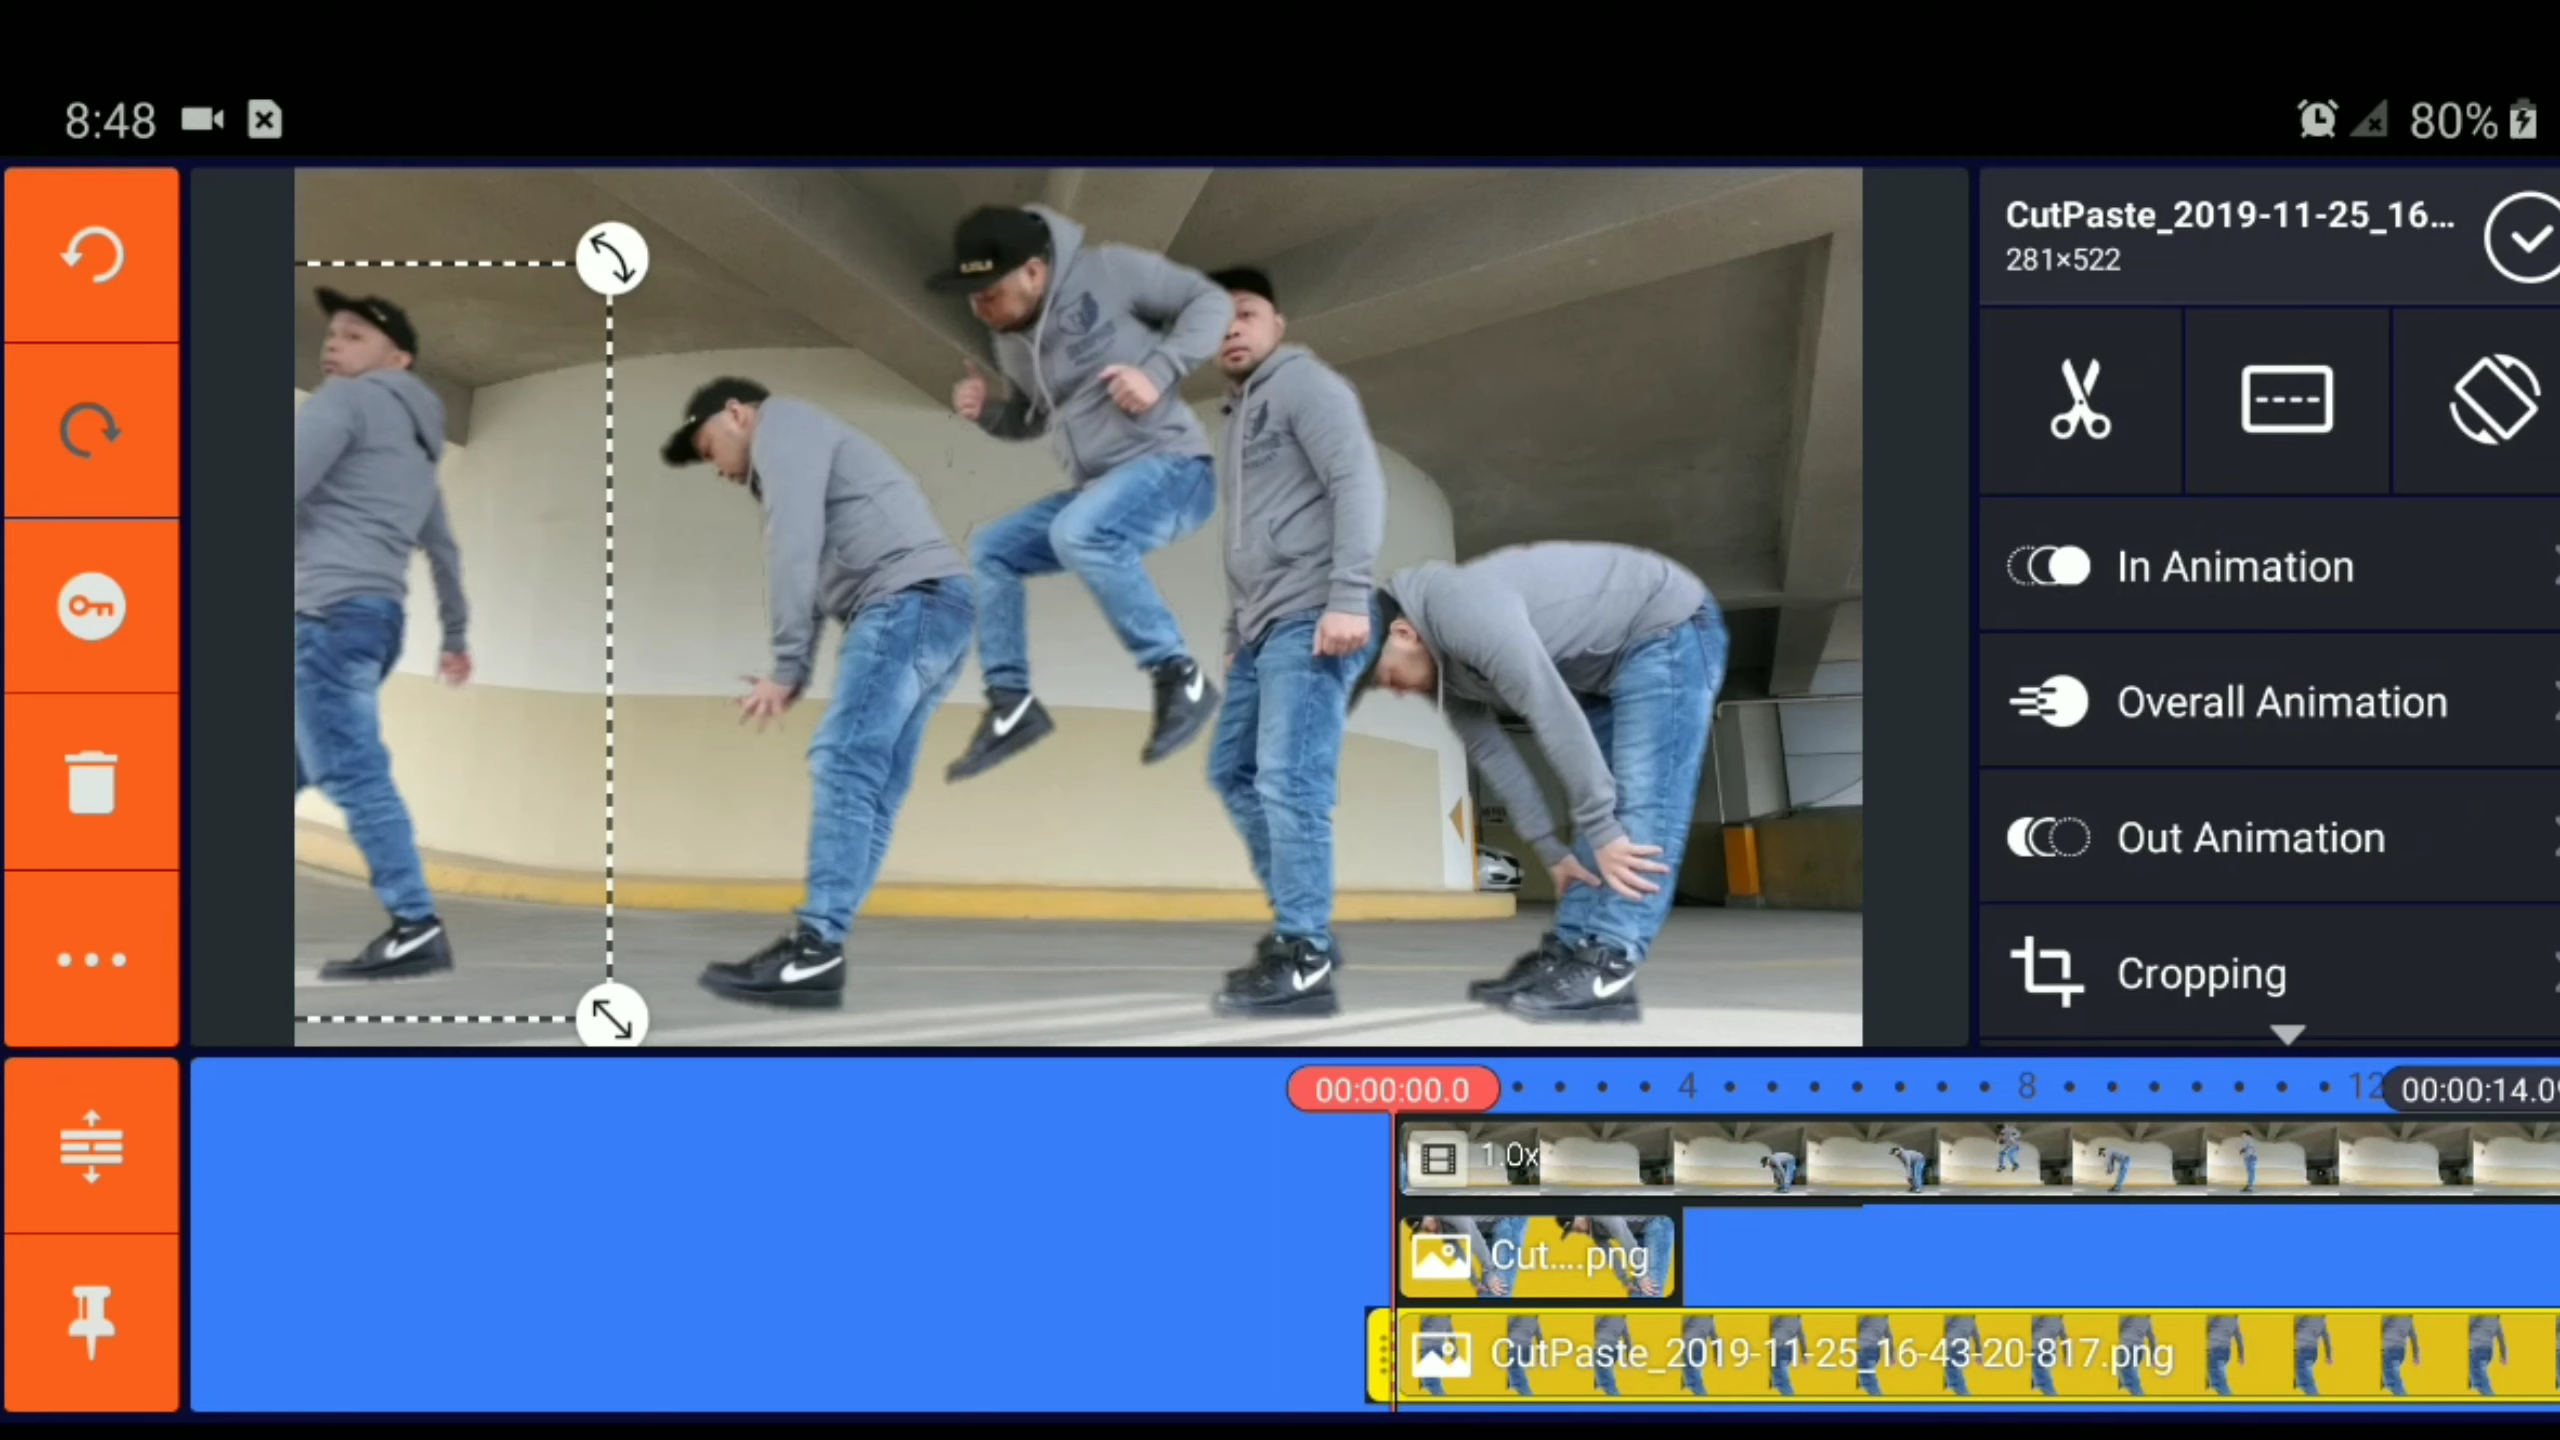 8:48
80%
CutPaste_2019-11-25_16...
281×522
In Animation
Overall Animation
Out Animation
Cropping
00:00:00.0
4
8
12
00:00:14.0
1.0x
Cut....png
CutPaste_2019-11-25_16-43-20-817.png